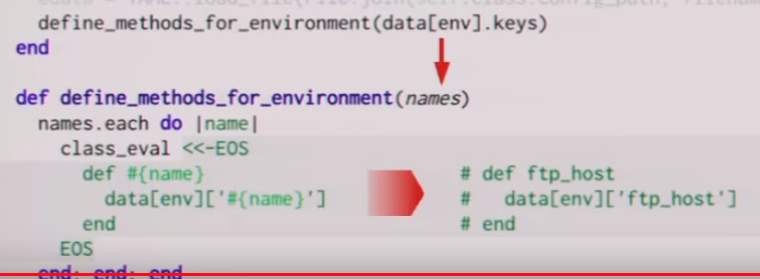 define_methods_for_environment(data[env].keys)
end
def define_methods_for_environment(names)
names.each do |name|
class_eval <<-EOS
def #{name}
data[env]['#{name}']
end
EOS
end; end; end
# def ftp_host
#   data[env]['ftp_host']
# end